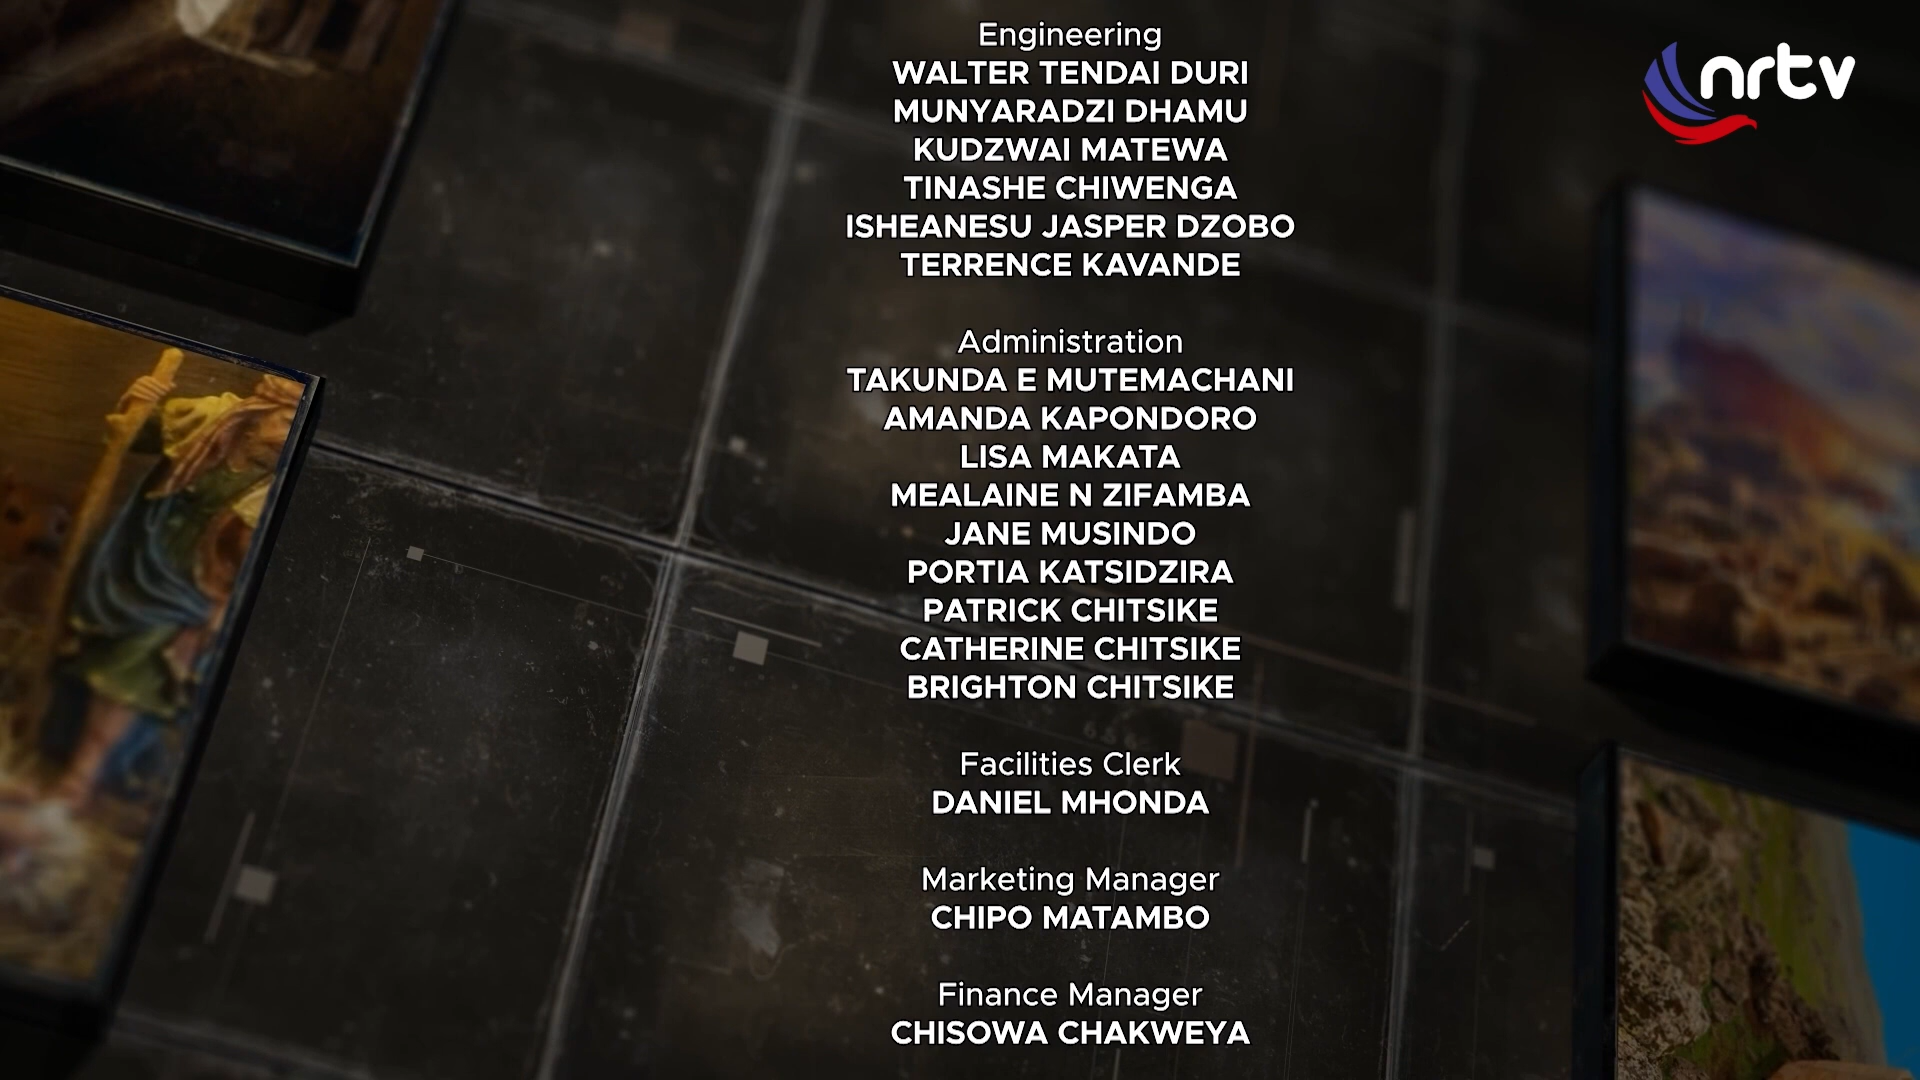 Engineering
WALTER TENDAI DURI
MUNYARADZI DHAMU
KUDZWAI MATEWA
TINASHE CHIWENGA
ISHEANESU JASPER DZOBO
TERRENCE KAVANDE
Administration
TAKUNDA E MUTEMACHANI
AMANDA KAPONDORO
LISA MAKATA
MEALAINE N ZIFAMBA
JANE MUSINDO
PORTIA KATSIDZIRA
PATRICK CHITSIKE
CATHERINE CHITSIKE
BRIGHTON CHITSIKE
Facilities Clerk
DANIEL MHONDA
Marketing Manager
CHIPO MATAMBO
Finance Manager
CHISOWA CHAKWEYA
nrtv